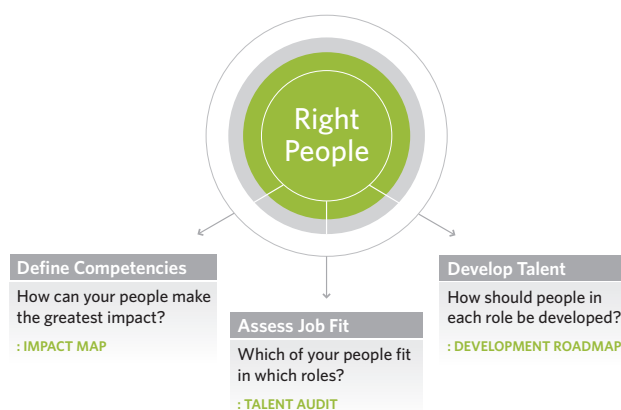 Right
People
Define Competencies
How can your people make
the greatest impact?
: IMPACT MAP
Assess Job Fit
Which of your people fit
in which roles?
: TALENT AUDIT
Develop Talent
How should people in
each role be developed?
: DEVELOPMENT ROADMAP